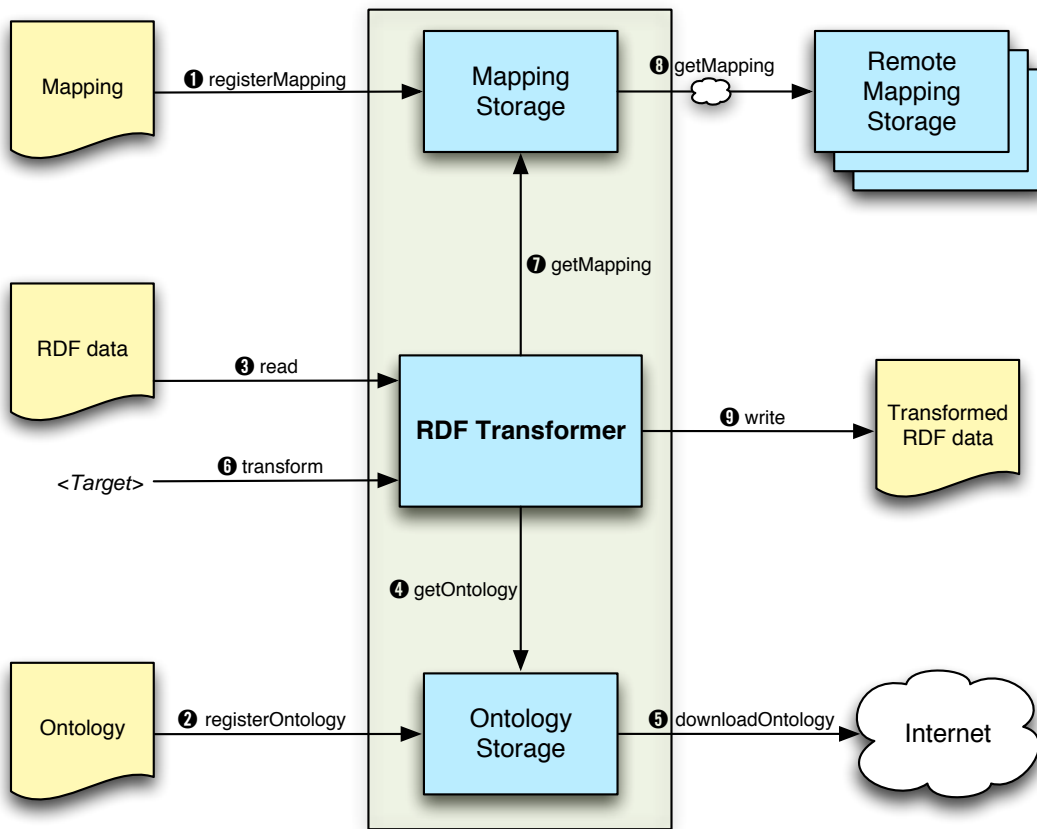 Mapping
❶ registerMapping
Mapping
Storage
❽ getMapping
Remote
Mapping
Storage
❼ getMapping
RDF data
❸ read
RDF Transformer
❾ write
Transformed
RDF data
<Target>
❻ transform
❹ getOntology
Ontology
❷ registerOntology
Ontology
Storage
❺ downloadOntology
Internet